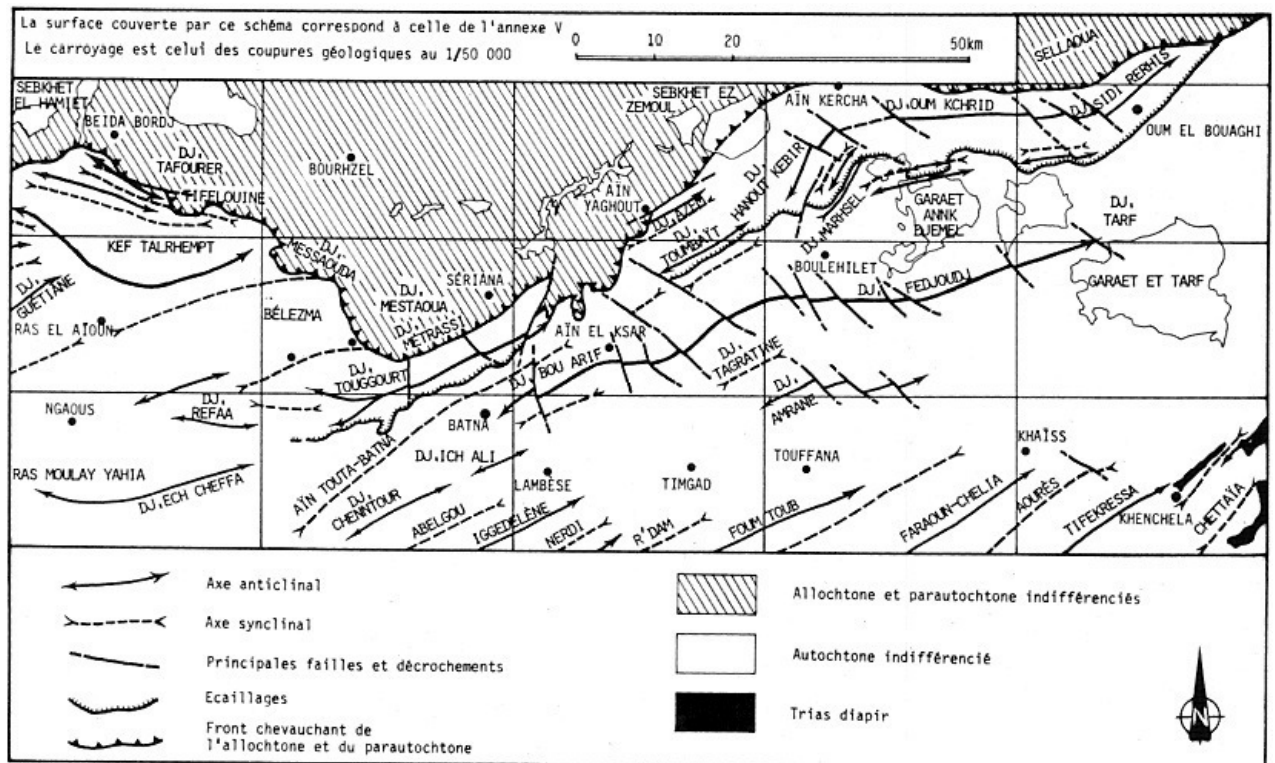 La surface couverte par ce schéma correspond à celle de l'annexe V
Le carroyage est celui des coupures géologiques au 1/50 000
0 10 20 50km
SELLAOUA
SEBKHET
EL HAMIET
BEIDA BORDJ
DJ.
TAFOURER
TIFELOUINE
BOURHZEL
SEBKHET EZ
ZEMOUL
AÏN
YAGHOUT
AÏN KERCHA
DJ.OUM KCHRID
DJ.SIDI RERHIS
OUM EL BOUAGHI
DJ.AZEM
DJ.
TOUMBAÏT
DJ.
HANOUT KEBIR
DJ.MARHSEL
GARAET
ANNK
DJEMEL
DJ.
TARF
GARAET ET TARF
KEF TALRHEMPT
DJ.
GUETIANE
RAS EL AÏOUN
DJ.
MESSAOUDA
BÉLEZMA
DJ.
MESTAOUA
SÉRIANA
DJ.
METRASSI
DJ.
TOUGGOURT
AÏN EL KSAR
DJ. BOU ARIF
BOULEHILET
DJ. FEDJOUDJ
DJ.
TAGRATINE
DJ.
AMRANE
NGAOUS
DJ.
REFAA
BATNA
AÏN TOUTA-BATNA
DJ.ICH ALI
RAS MOULAY YAHIA
DJ.ECH CHEFFA
DJ.
CHENNTOUR
ABELGOU
IGGEDELÈNE
LAMBÈSE
NERDI
R'DAM
TIMGAD
FOUM TOUB
TOUFFANA
FARAOUN-CHELIA
AOURÈS
KHAÏSS
TIFEKRESSA
KHENCHELA
CHETTAÏA
Axe anticlinal
Axe synclinal
Principales failles et décrochements
Ecaillages
Front chevauchant de
l'allochtone et du parautochtone
Allochtone et parautochtone indifférenciés
Autochtone indifférencié
Trias diapir
N